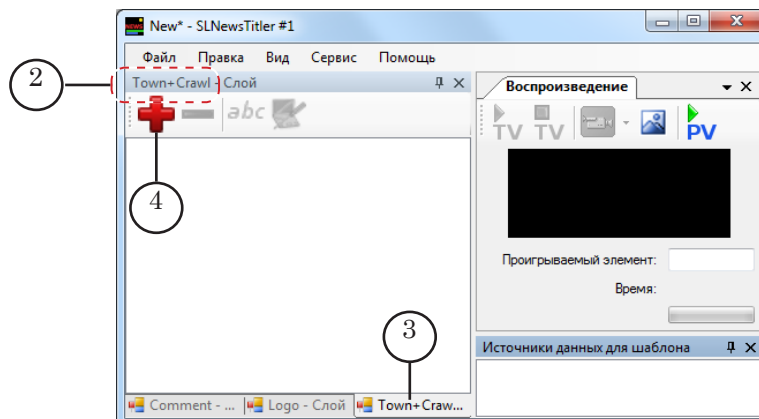 NEWS
New* - SLNewsTitler #1
Файл Правка Вид Сервис Помощь
2
Town+Crawl - Слой
Воспроизведение
abc
TV TV PV
4
Проигрываемый элемент:
Время:
3
Источники данных для шаблона
Comment - ... Logo - Слой Town+Craw...